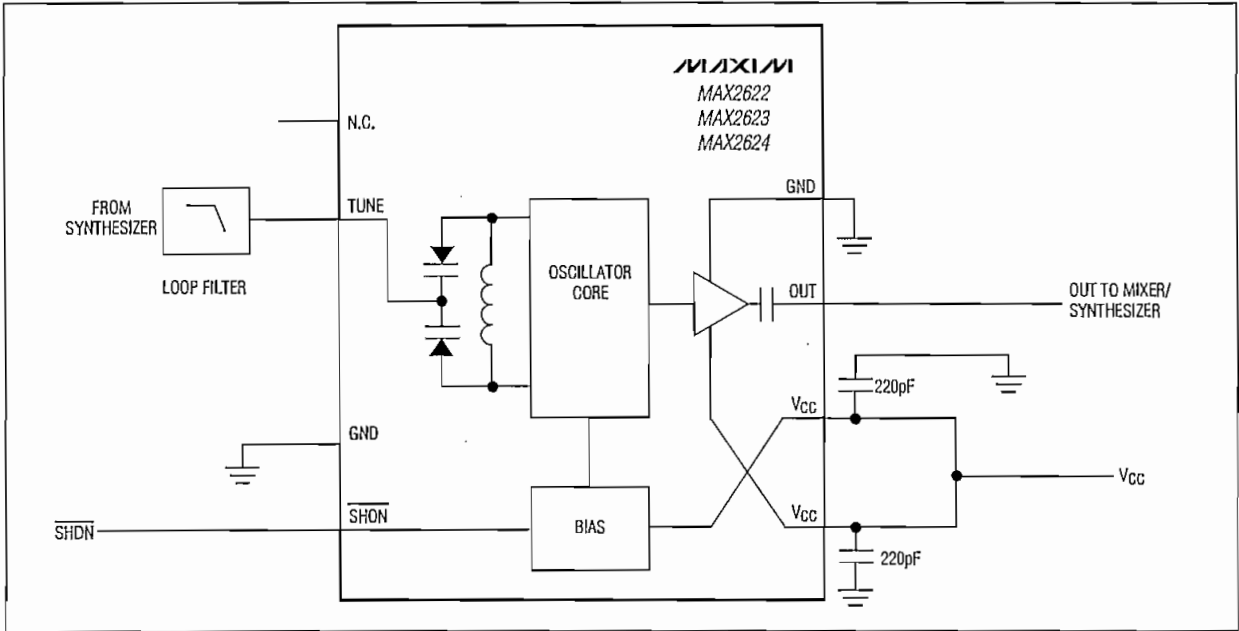 MAXIM
MAX2622
MAX2623
MAX2624
N.C.
FROM
SYNTHESIZER
LOOP FILTER
TUNE
OSCILLATOR
CORE
GND
OUT
OUT TO MIXER/
SYNTHESIZER
220pF
VCC
GND
VCC
SHDN
SHON
BIAS
VCC
220pF